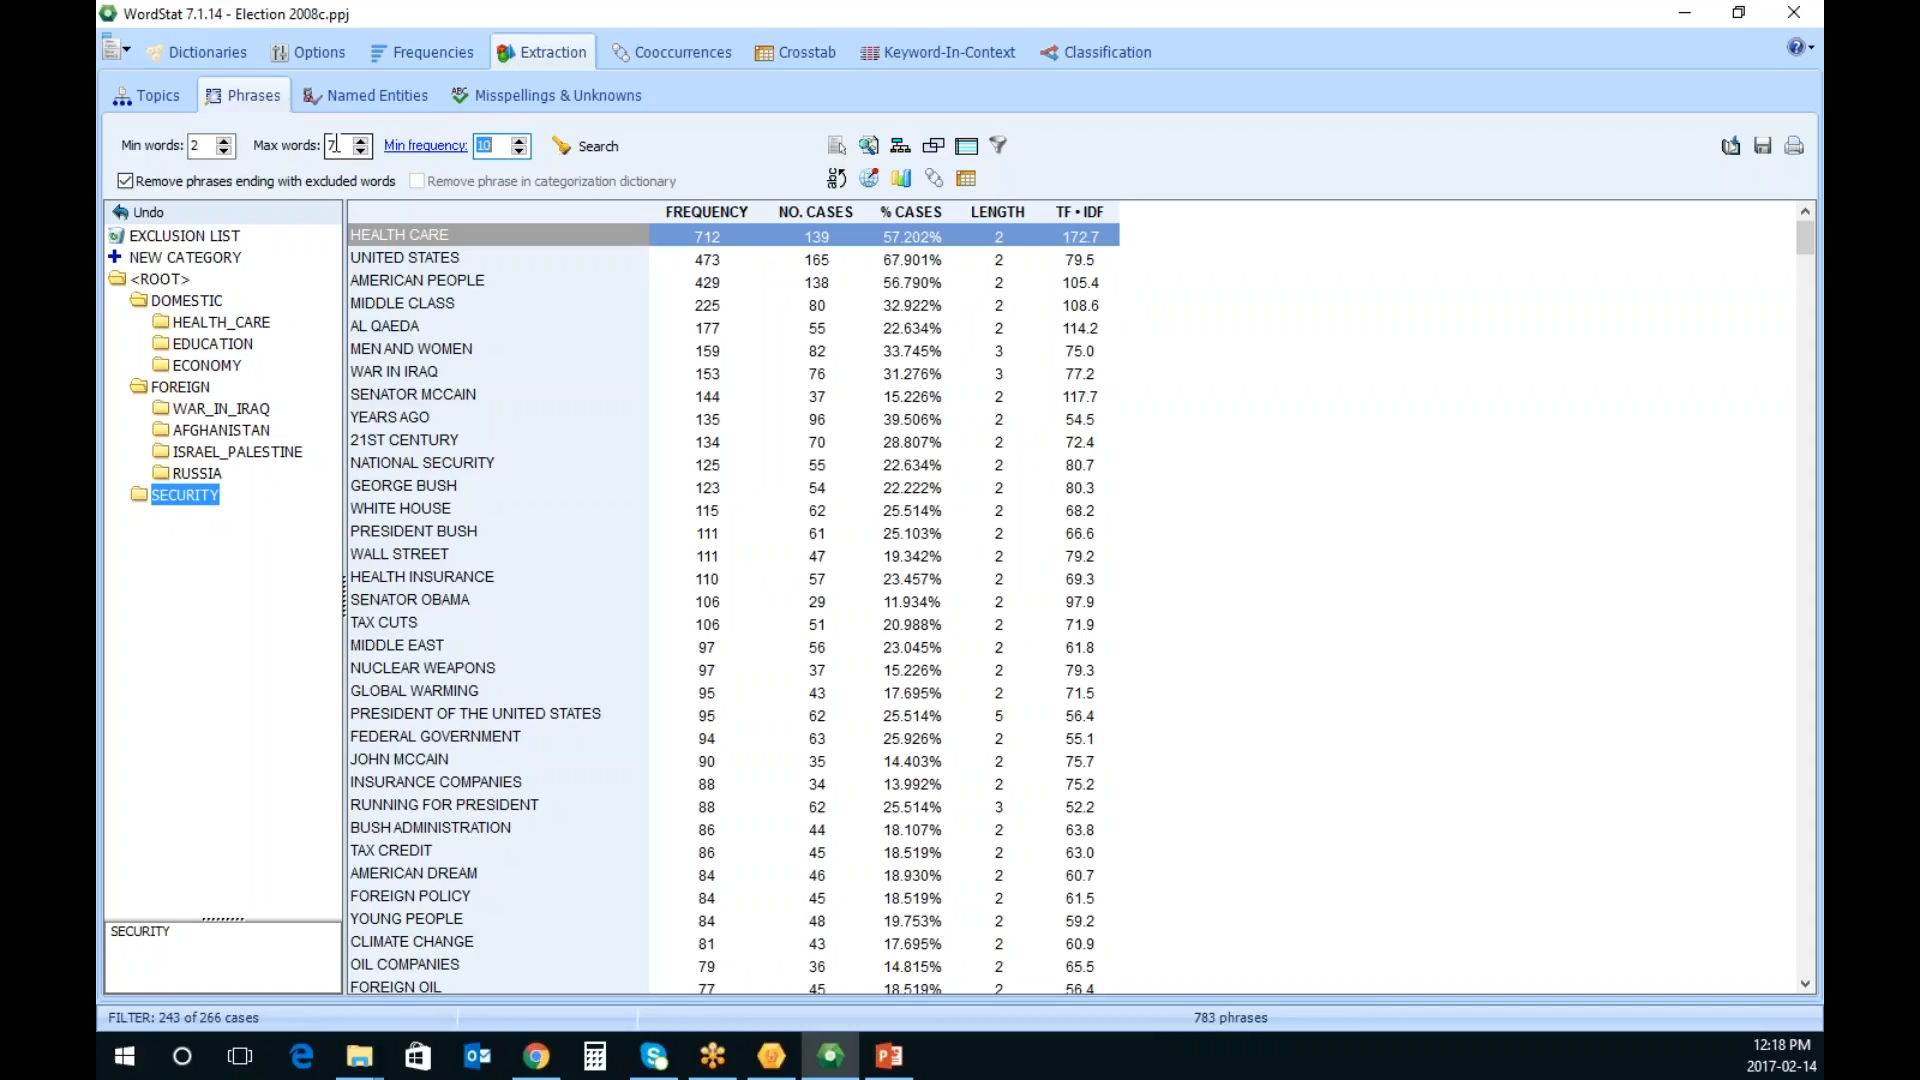 WordStat 7.1.14 - Election 2008c.ppj
Dictionaries Options Frequencies Extraction Cooccurrences Crosstab Keyword-In-Context Classification
Topics Phrases Named Entities Misspellings & Unknowns
Min words: 2 Max words: 7 Min frequency: 10 Search
Remove phrases ending with excluded words Remove phrase in categorization dictionary
Undo
EXCLUSION LIST
NEW CATEGORY
<ROOT>
DOMESTIC
HEALTH_CARE
EDUCATION
ECONOMY
FOREIGN
WAR_IN_IRAQ
AFGHANISTAN
ISRAEL_PALESTINE
RUSSIA
SECURITY
SECURITY
FREQUENCY NO. CASES % CASES LENGTH TF • IDF
HEALTH CARE 712 139 57.202% 2 172.7
UNITED STATES 473 165 67.901% 2 79.5
AMERICAN PEOPLE 429 138 56.790% 2 105.4
MIDDLE CLASS 225 80 32.922% 2 108.6
AL QAEDA 177 55 22.634% 2 114.2
MEN AND WOMEN 159 82 33.745% 3 75.0
WAR IN IRAQ 153 76 31.276% 3 77.2
SENATOR MCCAIN 144 37 15.226% 2 117.7
YEARS AGO 135 96 39.506% 2 54.5
21ST CENTURY 134 70 28.807% 2 72.4
NATIONAL SECURITY 125 55 22.634% 2 80.7
GEORGE BUSH 123 54 22.222% 2 80.3
WHITE HOUSE 115 62 25.514% 2 68.2
PRESIDENT BUSH 111 61 25.103% 2 66.6
WALL STREET 111 47 19.342% 2 79.2
HEALTH INSURANCE 110 57 23.457% 2 69.3
SENATOR OBAMA 106 29 11.934% 2 97.9
TAX CUTS 106 51 20.988% 2 71.9
MIDDLE EAST 97 56 23.045% 2 61.8
NUCLEAR WEAPONS 97 37 15.226% 2 79.3
GLOBAL WARMING 95 43 17.695% 2 71.5
PRESIDENT OF THE UNITED STATES 95 62 25.514% 5 56.4
FEDERAL GOVERNMENT 94 63 25.926% 2 55.1
JOHN MCCAIN 90 35 14.403% 2 75.7
INSURANCE COMPANIES 88 34 13.992% 2 75.2
RUNNING FOR PRESIDENT 88 62 25.514% 3 52.2
BUSH ADMINISTRATION 86 44 18.107% 2 63.8
TAX CREDIT 86 45 18.519% 2 63.0
AMERICAN DREAM 84 46 18.930% 2 60.7
FOREIGN POLICY 84 45 18.519% 2 61.5
YOUNG PEOPLE 84 48 19.753% 2 59.2
CLIMATE CHANGE 81 43 17.695% 2 60.9
OIL COMPANIES 79 36 14.815% 2 65.5
FOREIGN OIL 77 45 18.519% 2 56.4
FILTER: 243 of 266 cases 783 phrases
12:18 PM
2017-02-14